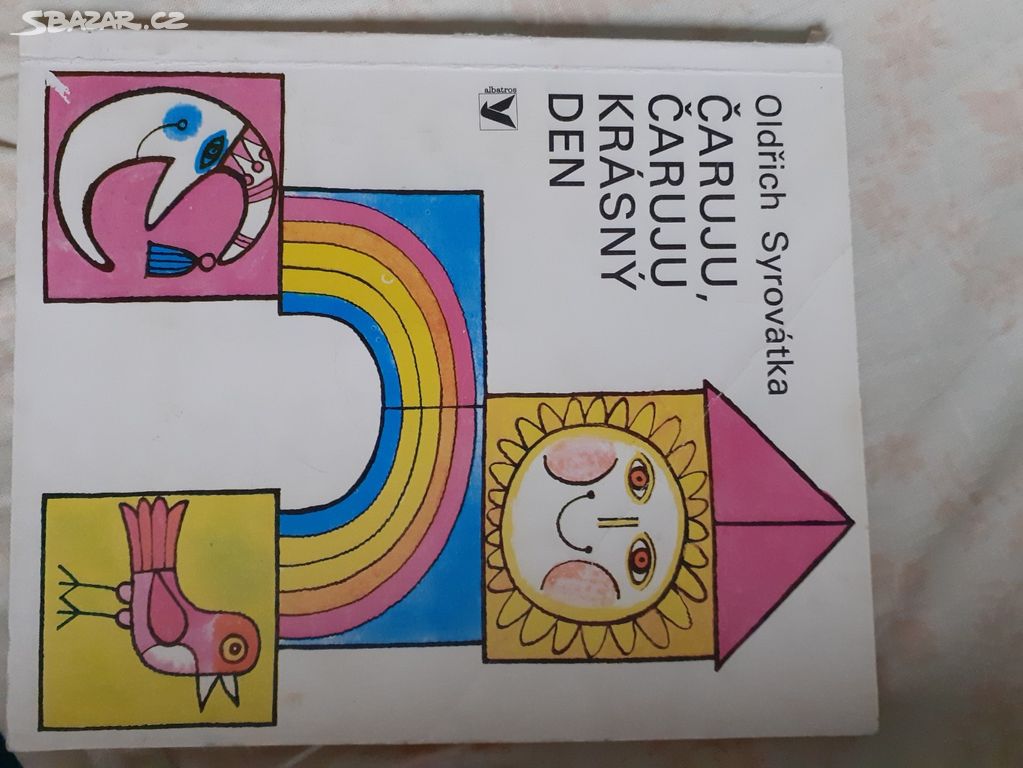 SBAZAR.CZ
Oldřich Syrovátka
ČARUJU,
ČARUJU
KRÁSNÝ
DEN
albatros